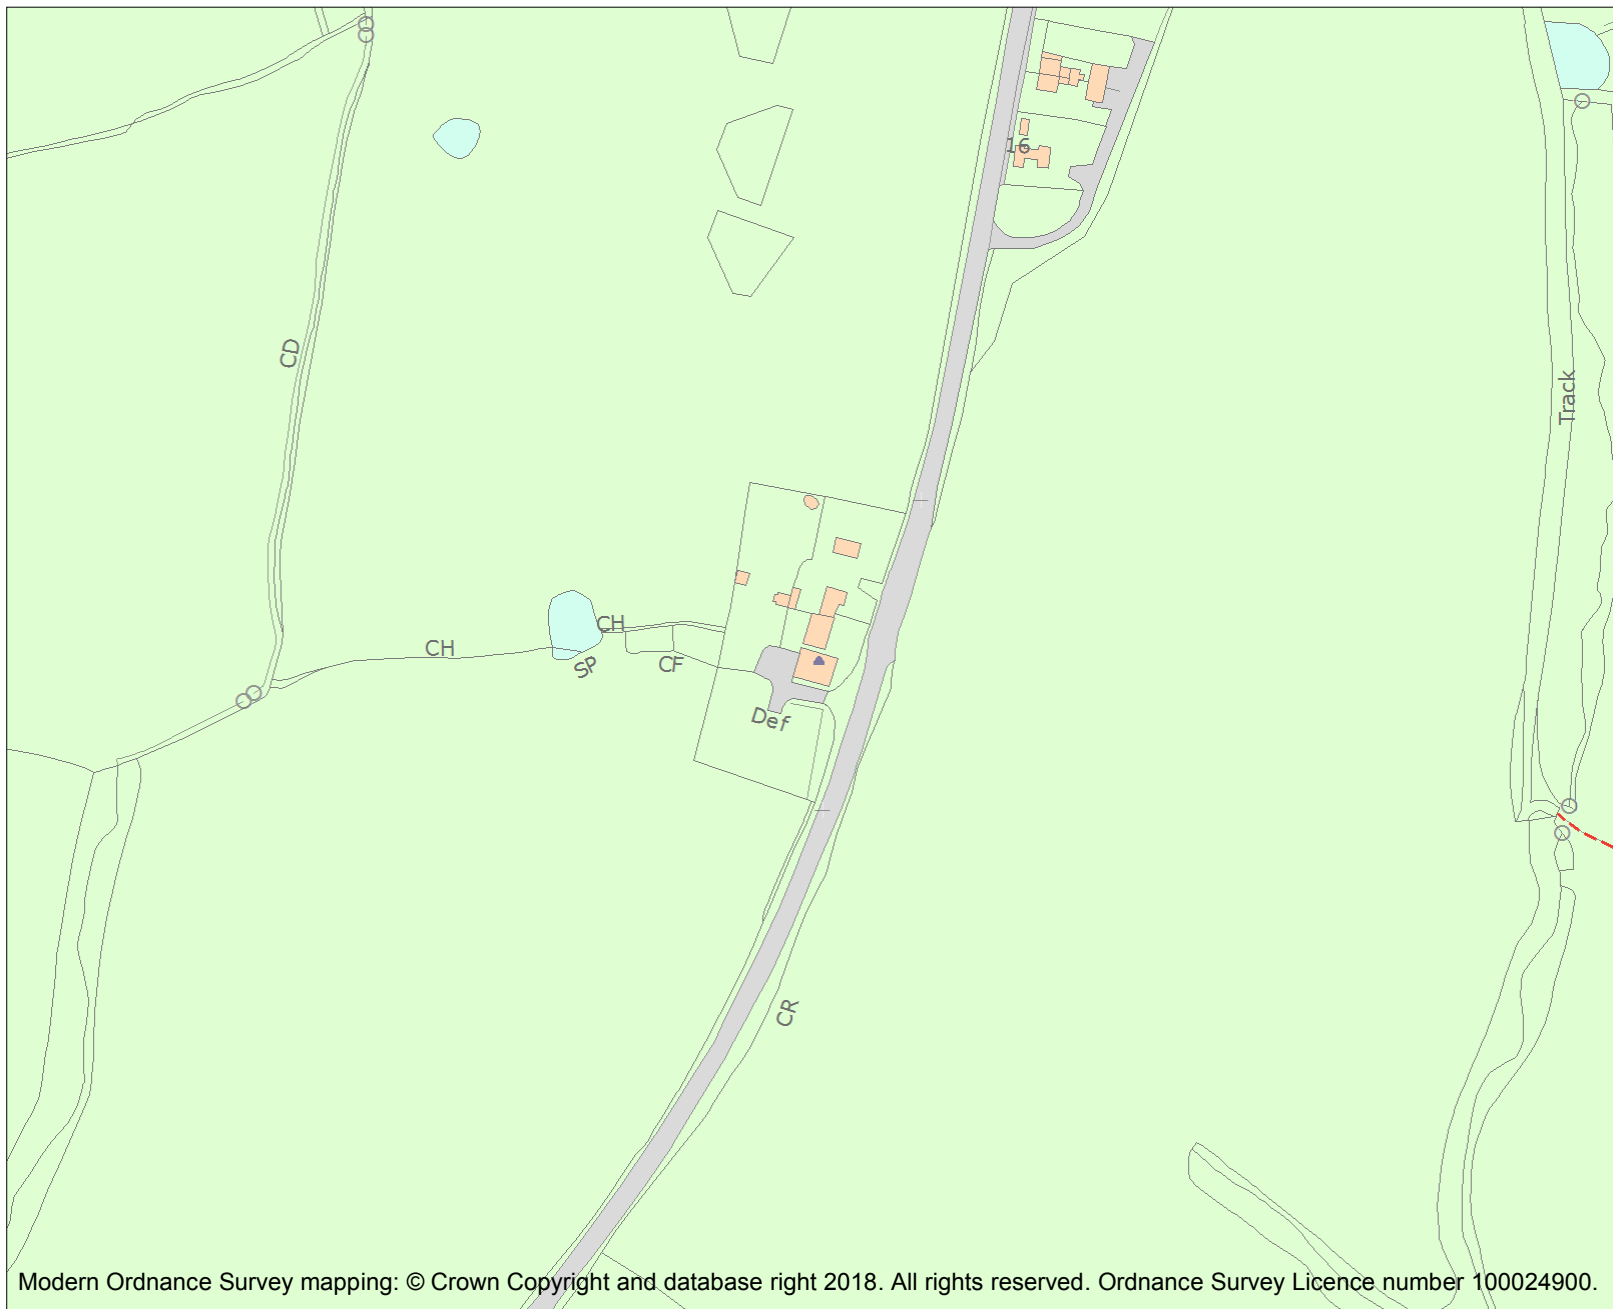 16
CD
Track
CH
CH
SP
CF
Def
CR
Modern Ordnance Survey mapping: © Crown Copyright and database right 2018. All rights reserved. Ordnance Survey Licence number 100024900.